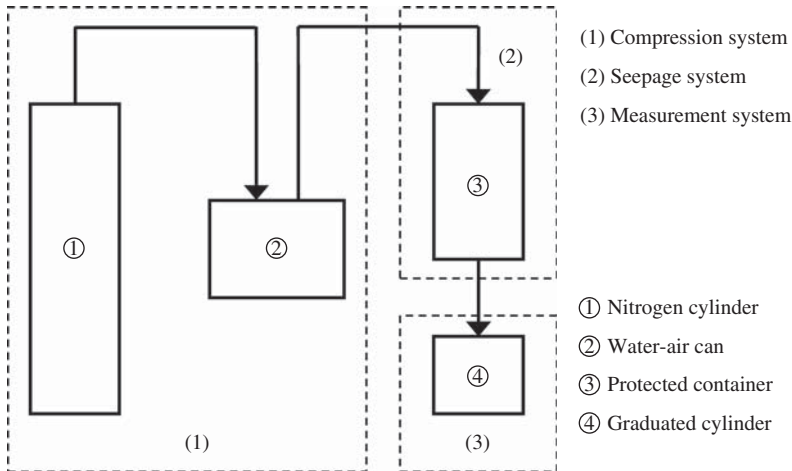 (1) Compression system
(2) Seepage system
(3) Measurement system
(2)
③
①
②
④
(1)
(3)
① Nitrogen cylinder
② Water-air can
③ Protected container
④ Graduated cylinder